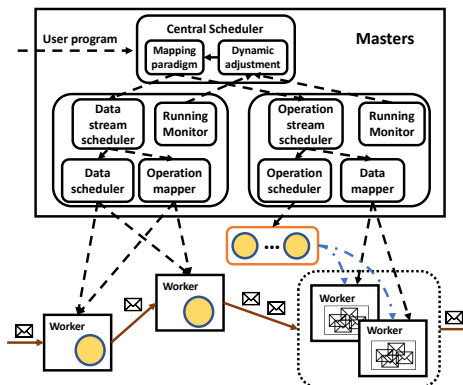 Central Scheduler
Masters
User program
Mapping
paradigm
Dynamic
adjustment
Data
stream
scheduler
Running
Monitor
Operation
stream
scheduler
Running
Monitor
Data
scheduler
Operation
mapper
Operation
scheduler
Data
mapper
...
Worker
Worker
Worker
Worker